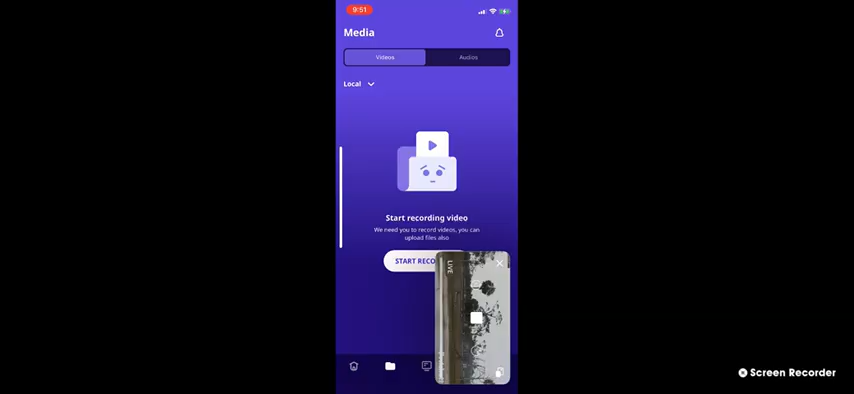 9:51
Media
Videos
Audios
Local
Start recording video
We need you to record videos, you can
upload files also
START RECO
LIVE
Screen Recorder